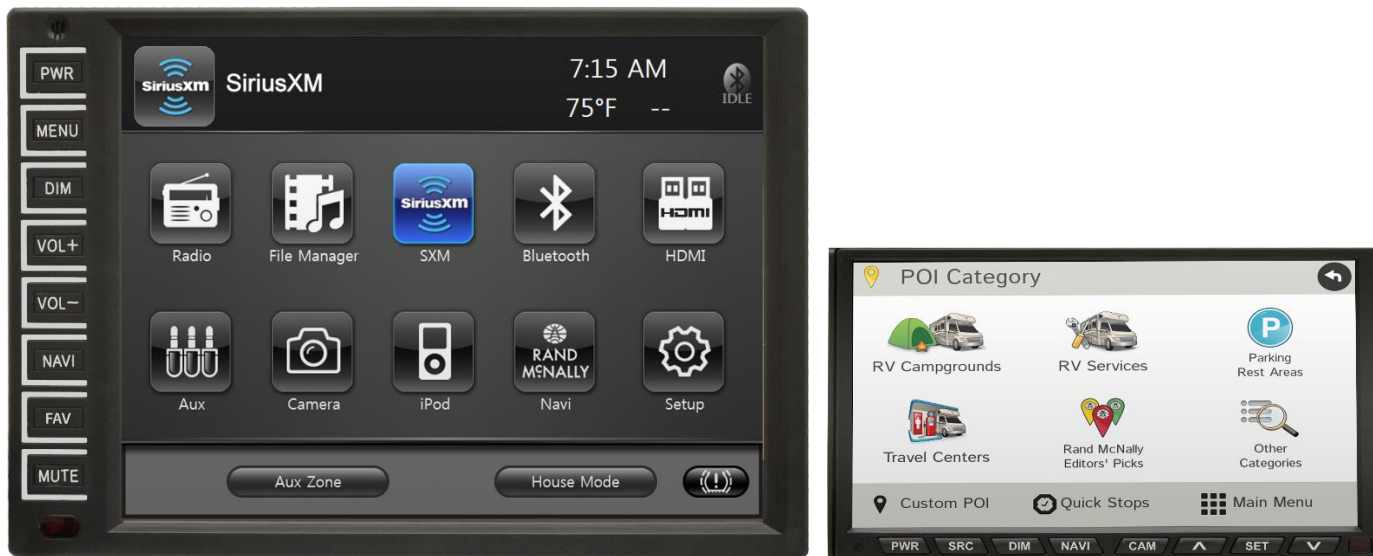 PWR
MENU
DIM
VOL+
VOL-
NAVI
FAV
MUTE
SiriusXM
SiriusXM
7:15 AM
75°F --
IDLE
Radio
File Manager
SiriusXM
SXM
Bluetooth
HDMI
HDMI
Aux
Camera
iPod
RAND
MCNALLY
Navi
Setup
Aux Zone
House Mode
(!)
POI Category
RV Campgrounds
RV Services
P
Parking
Rest Areas
Travel Centers
Rand McNally
Editors' Picks
Other
Categories
Custom POI
Quick Stops
Main Menu
PWR SRC DIM NAVI CAM SET